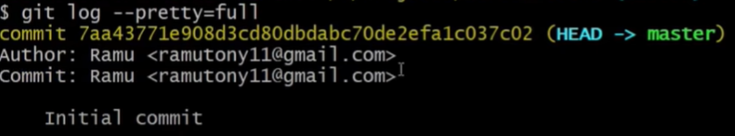 $ git log --pretty=full
commit 7aa43771e908d3cd80dbdabc70de2efa1c037c02 (HEAD -> master)
Author: Ramu <ramutony11@gmail.com>
Commit: Ramu <ramutony11@gmail.com>
Initial commit